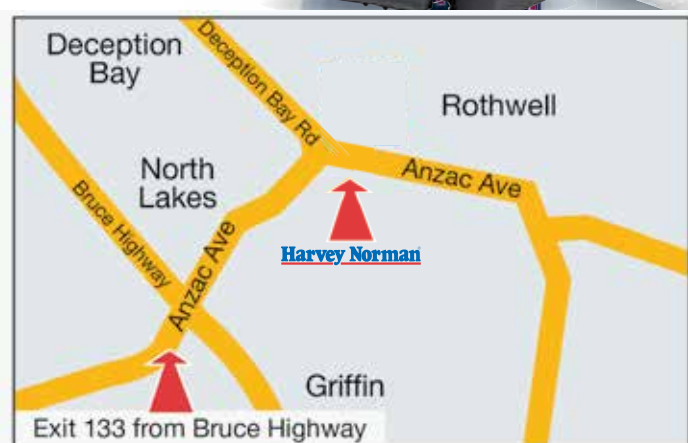 Deception
Bay
Deception Bay Rd
Rothwell
North
Lakes
Anzac Ave
Bruce Highway
Anzac Ave
Harvey Norman
Griffin
Exit 133 from Bruce Highway